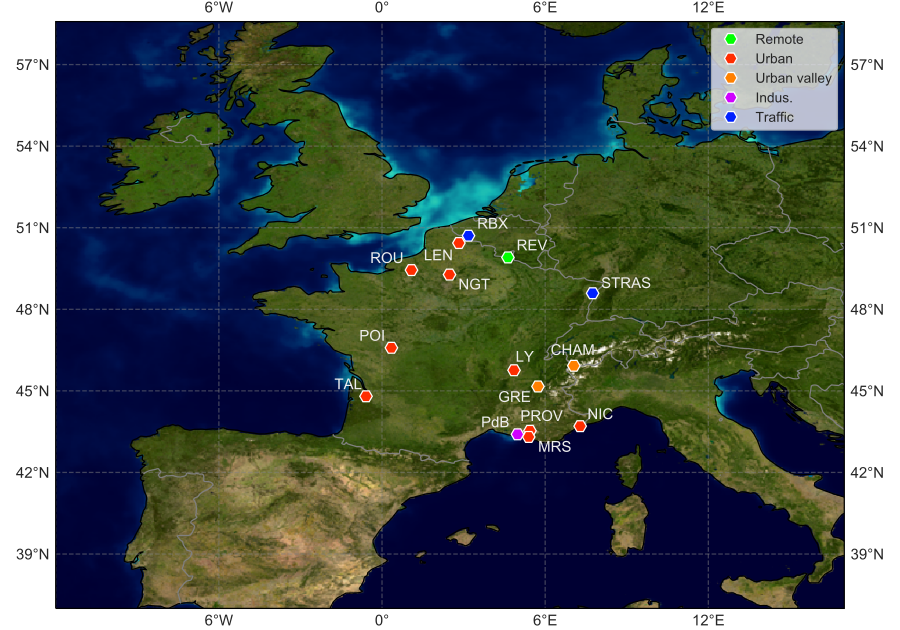 6°W 0° 6°E 12°E
Remote
Urban
Urban valley
Indus.
Traffic
57°N 57°N
54°N 54°N
51°N 51°N
48°N 48°N
45°N 45°N
42°N 42°N
39°N 39°N
RBX
REV
LEN
ROU
NGT
STRAS
POI
LY
CHAM
TAL
GRE
PdB
PROV
NIC
MRS
6°W 0° 6°E 12°E